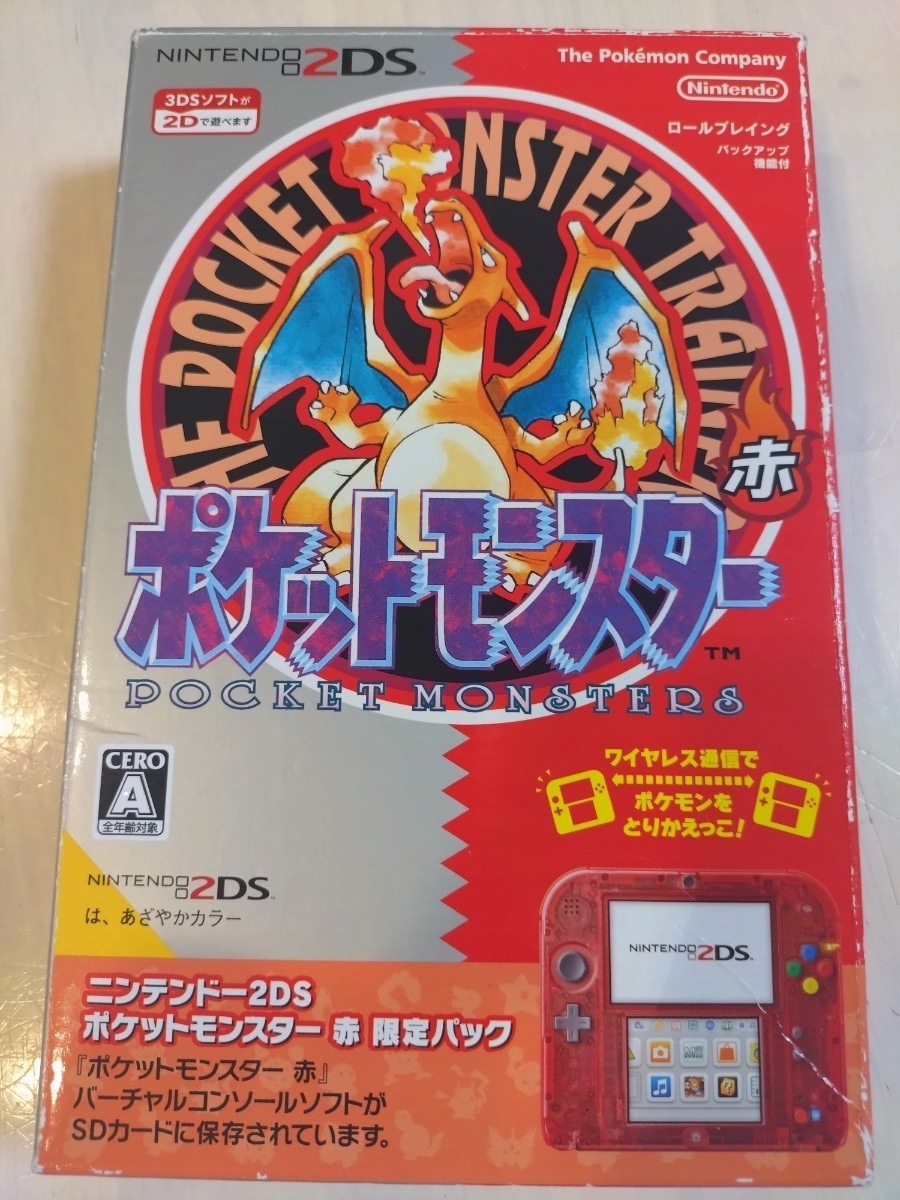 NINTENDO 2DS™
The Pokémon Company
Nintendo
3DSソフトが
2Dで遊べます
ロールプレイング
バックアップ
機能付
THE POCKET MONSTER TRAINER
赤
ポケットモンスター
TM
POCKET MONSTERS
CERO
A
全年齢対象
ワイヤレス通信で
ポケモンを
とりかえっこ!
NINTENDO 2DS™
は、あざやかカラー
NINTENDO 2DS™
Mii
ニンテンドー2DS
ポケットモンスター 赤 限定パック
『ポケットモンスター 赤』
バーチャルコンソールソフトが
SDカードに保存されています。